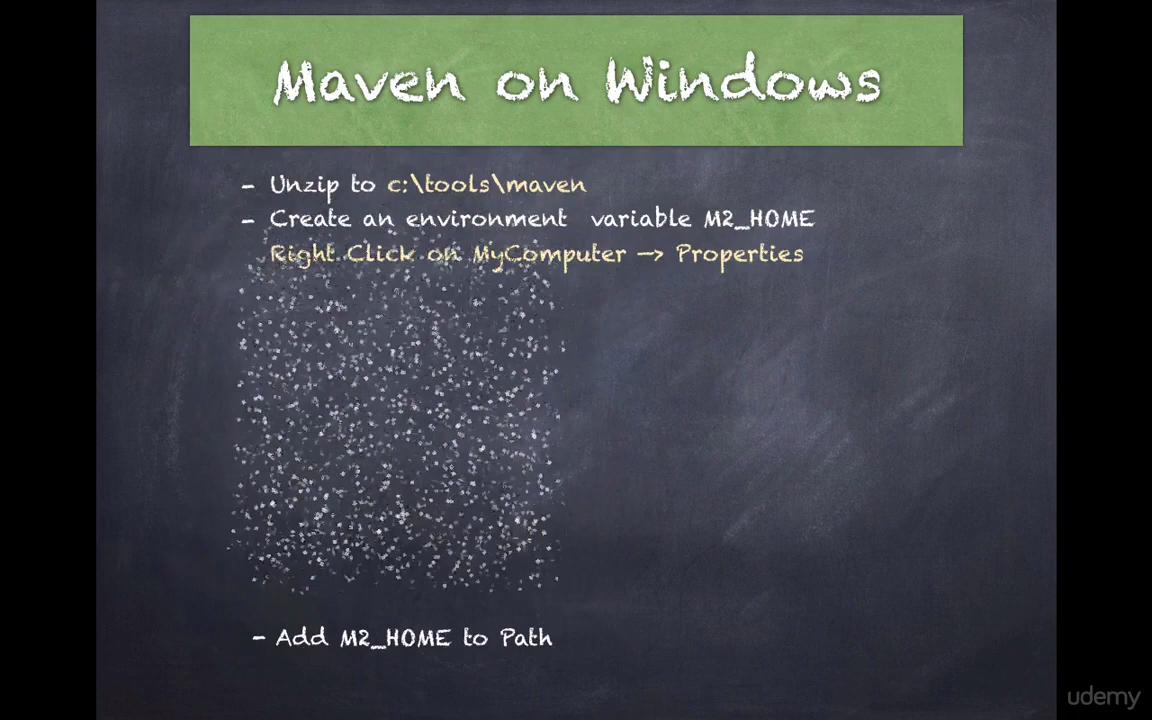 Maven on Windows
- Unzip to c:\tools\maven
- Create an environment variable M2_HOME
Right Click on MyComputer -> Properties
- Add M2_HOME to Path
udemy